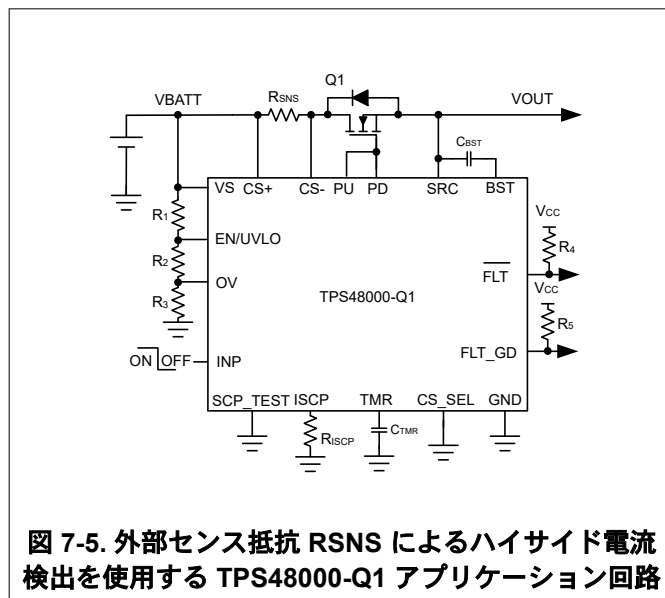 Q1
VBATT
RSNS
VOUT
CBST
VS
CS+
CS-
PU
PD
SRC
BST
R1
EN/UVLO
R2
OV
R3
TPS48000-Q1
VCC
R4
FLT
VCC
R5
FLT_GD
ON
OFF
INP
SCP_TEST
ISCP
TMR
CS_SEL
GND
RISCP
CTMR
図 7-5. 外部センス抵抗 RSNS によるハイサイド電流
検出を使用する TPS48000-Q1 アプリケーション回路